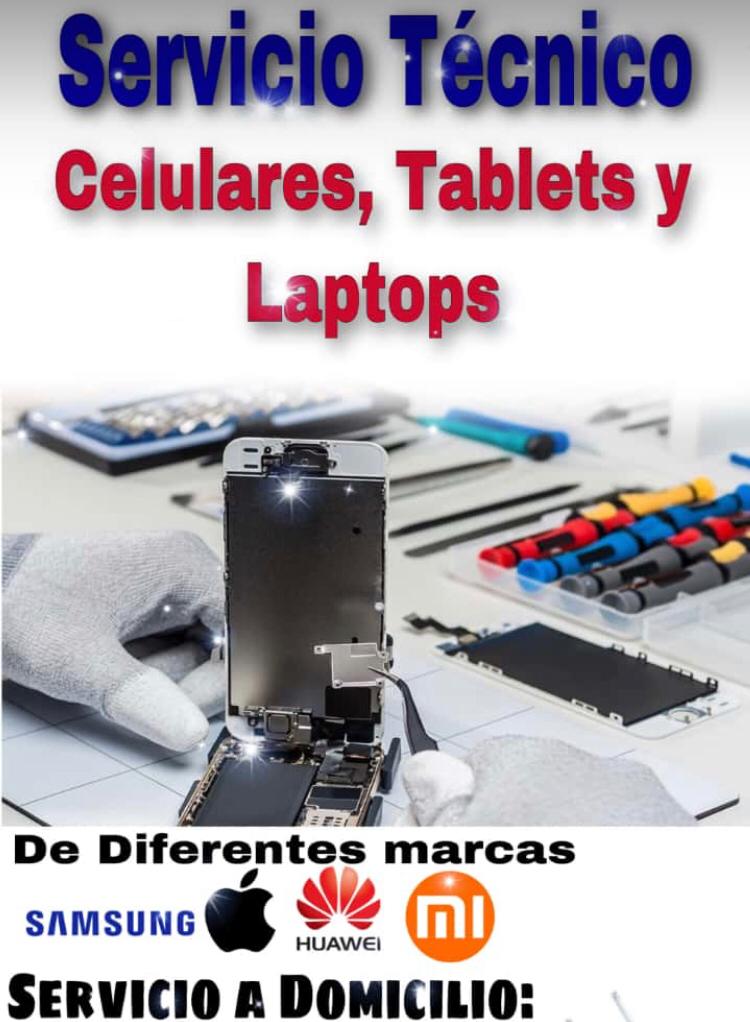 Servicio Técnico
Celulares, Tablets y
Laptops
De Diferentes marcas
SAMSUNG
HUAWEI
mi
SERVICIO A DOMICILIO: